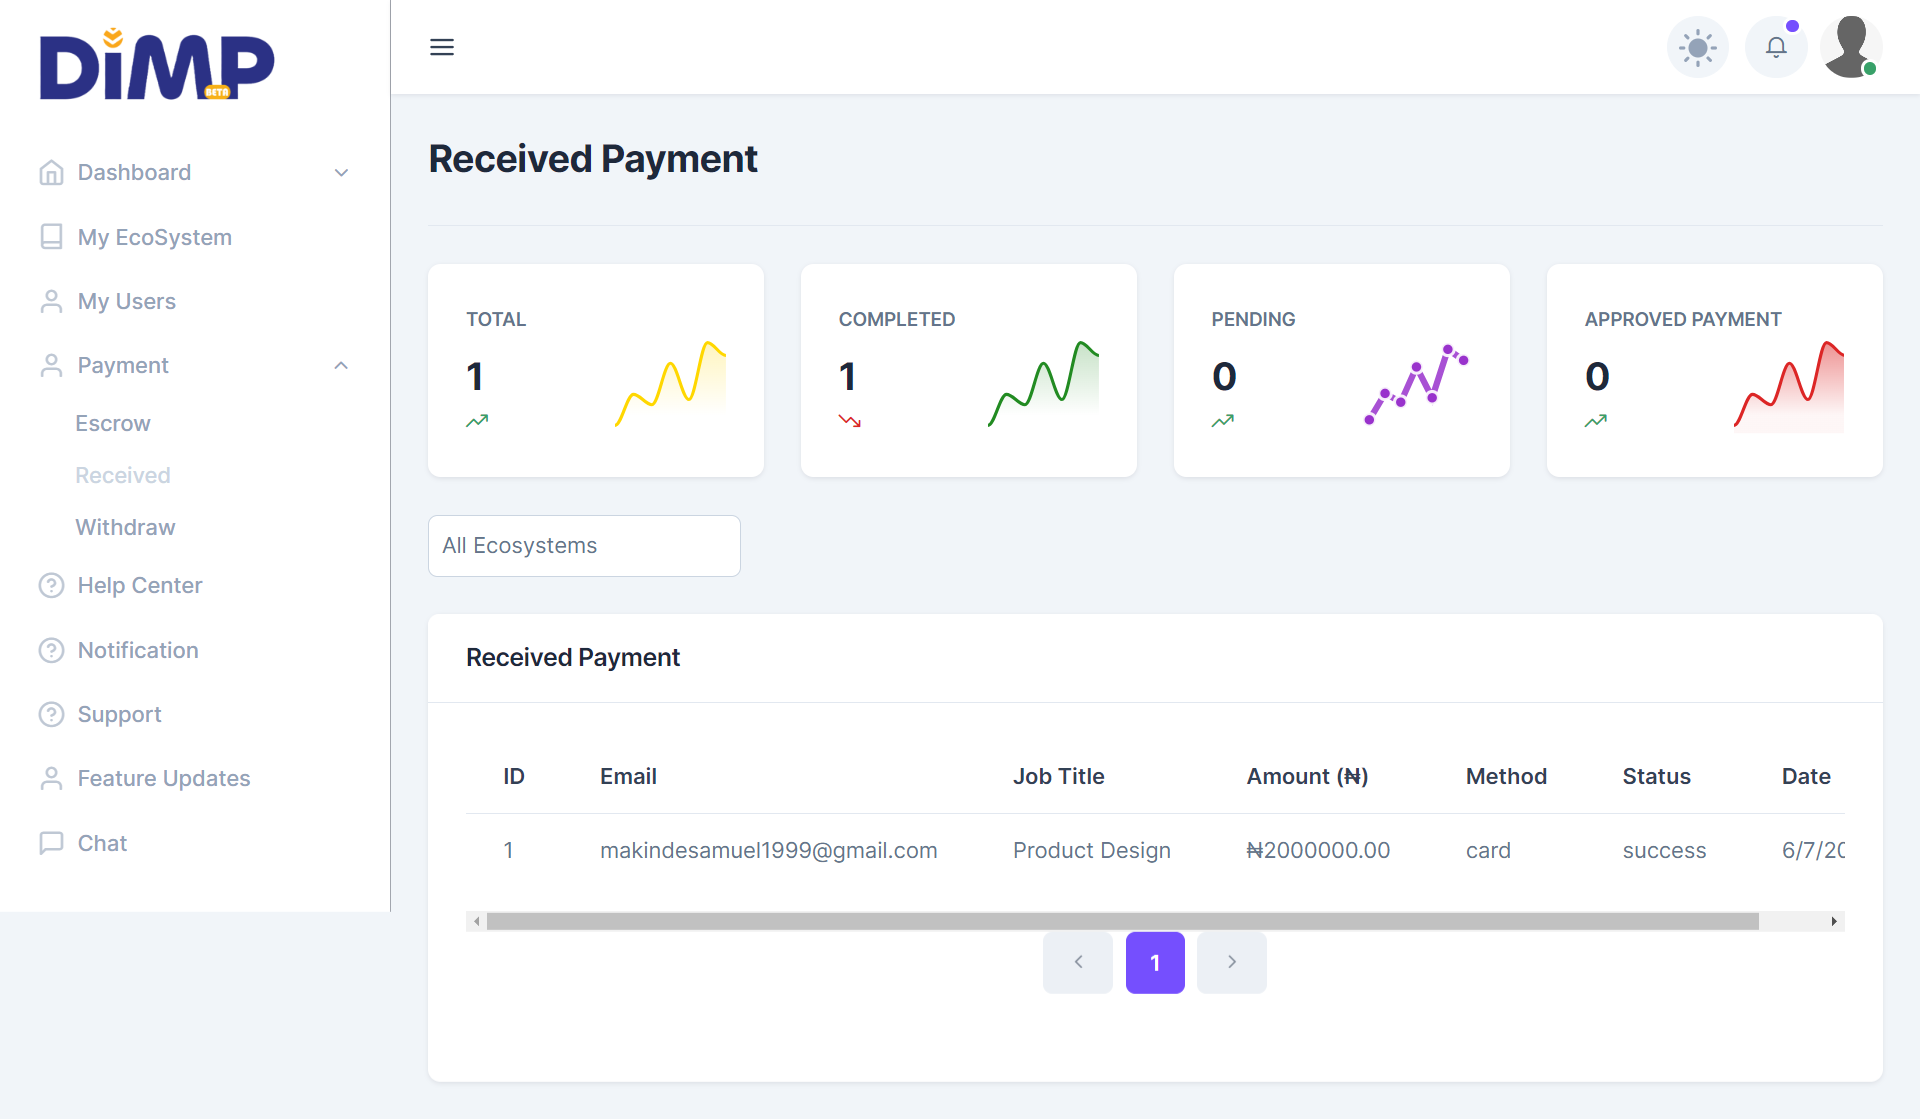 DiMP
BETA
Dashboard
My EcoSystem
My Users
Payment
Escrow
Received
Withdraw
Help Center
Notification
Support
Feature Updates
Chat
Received Payment
TOTAL
1
COMPLETED
1
PENDING
0
APPROVED PAYMENT
0
All Ecosystems
Received Payment
ID Email Job Title Amount (₦) Method Status Date
1 makindesamuel1999@gmail.com Product Design ₦2000000.00 card success 6/7/20
1